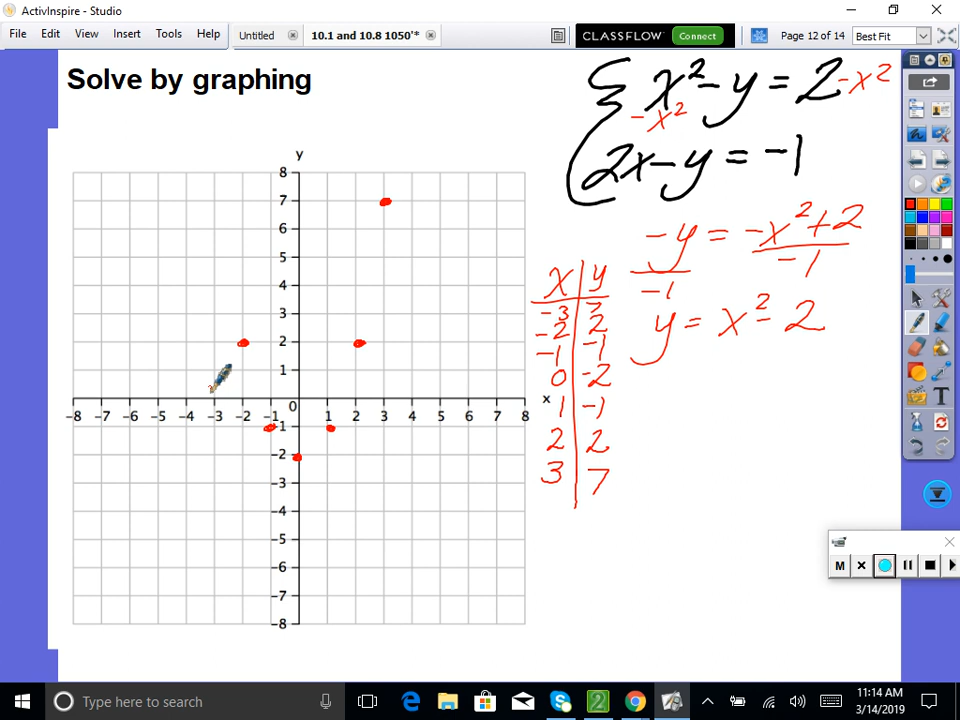 ActivInspire - Studio
File Edit View Insert Tools Help
Untitled
10.1 and 10.8 1050'*
CLASSFLOW Connect
Page 12 of 14
Best Fit
Solve by graphing
x² - y = 2 -x²
-x²
2x - y = -1
-y = -x² + 2
-1 -1
y = x² - 2
x y
-3 7
-2 2
-1 -1
0 -2
1 -1
2 2
3 7
y
8
7
6
5
4
3
2
1
0
x
-8 -7 -6 -5 -4 -3 -2 -1 1 2 3 4 5 6 7 8
-1
-2
-3
-4
-5
-6
-7
-8
M
Type here to search
11:14 AM
3/14/2019